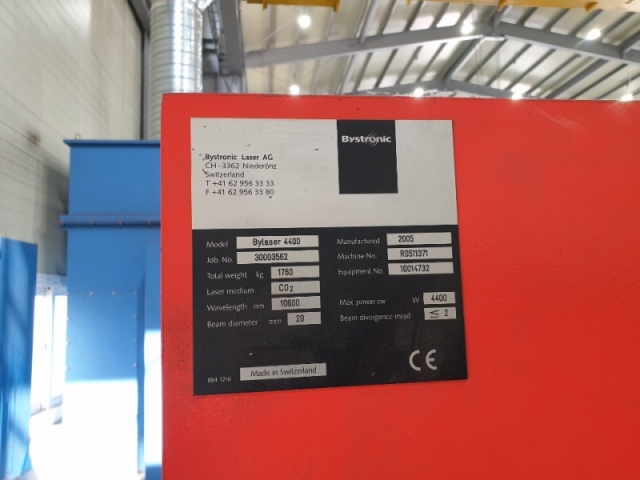 Bystronic
Bystronic Laser AG
CH - 3362 Niederönz
Switzerland
T +41 62 956 33 33
F +41 62 956 33 80
Model Bylaser 4400
Job. No. 30003562
Total weight kg 1760
Laser medium CO2
Wavelength nm 10600
Beam diameter mm 20
Manufactured 2005
Machine No. R0511371
Equipment No 10014732
Max. power cw W 4400
Beam divergence mrad ≤ 2
Made in Switzerland
CE